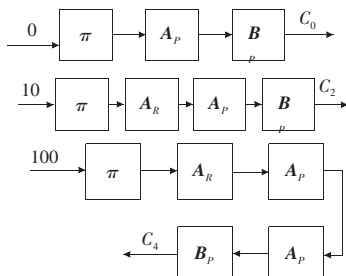 0 π A_P B_P C_0
10 π A_R A_P B_P C_2
100 π A_R A_P
C_4 B_P A_P